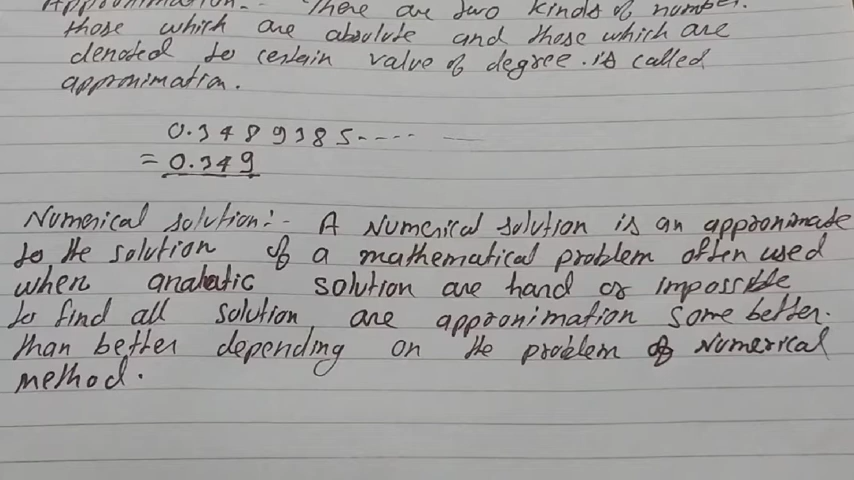 Approximation:- There are two kinds of number.
those which are absolute and those which are
denoted to certain value of degree. is called
approximation.
0.3489385---- —
= 0.349
Numerical solution:- A Numerical solution is an approximate
to the solution of a mathematical problem often used
when analatic solution are hard or impossible
to find all solution are approximation some better.
than better depending on the problem of Numerical
method.